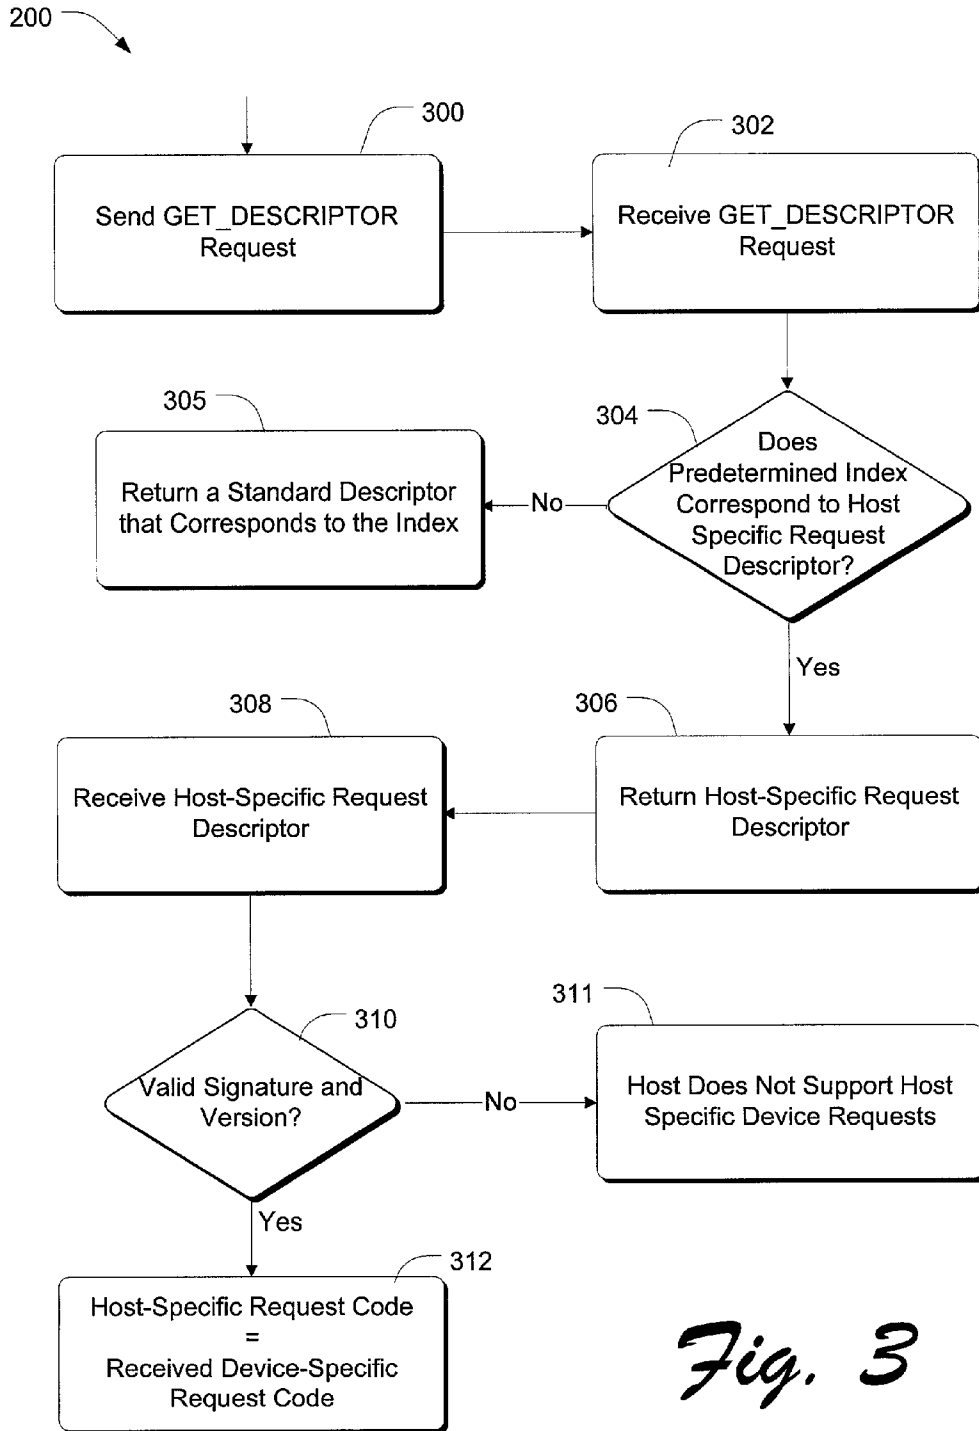 200
300
Send GET_DESCRIPTOR
Request
302
Receive GET_DESCRIPTOR
Request
304
Does
Predetermined Index
Correspond to Host
Specific Request
Descriptor?
No
305
Return a Standard Descriptor
that Corresponds to the Index
Yes
306
Return Host-Specific Request
Descriptor
308
Receive Host-Specific Request
Descriptor
310
Valid Signature and
Version?
No
311
Host Does Not Support Host
Specific Device Requests
Yes
312
Host-Specific Request Code
=
Received Device-Specific
Request Code
Fig. 3